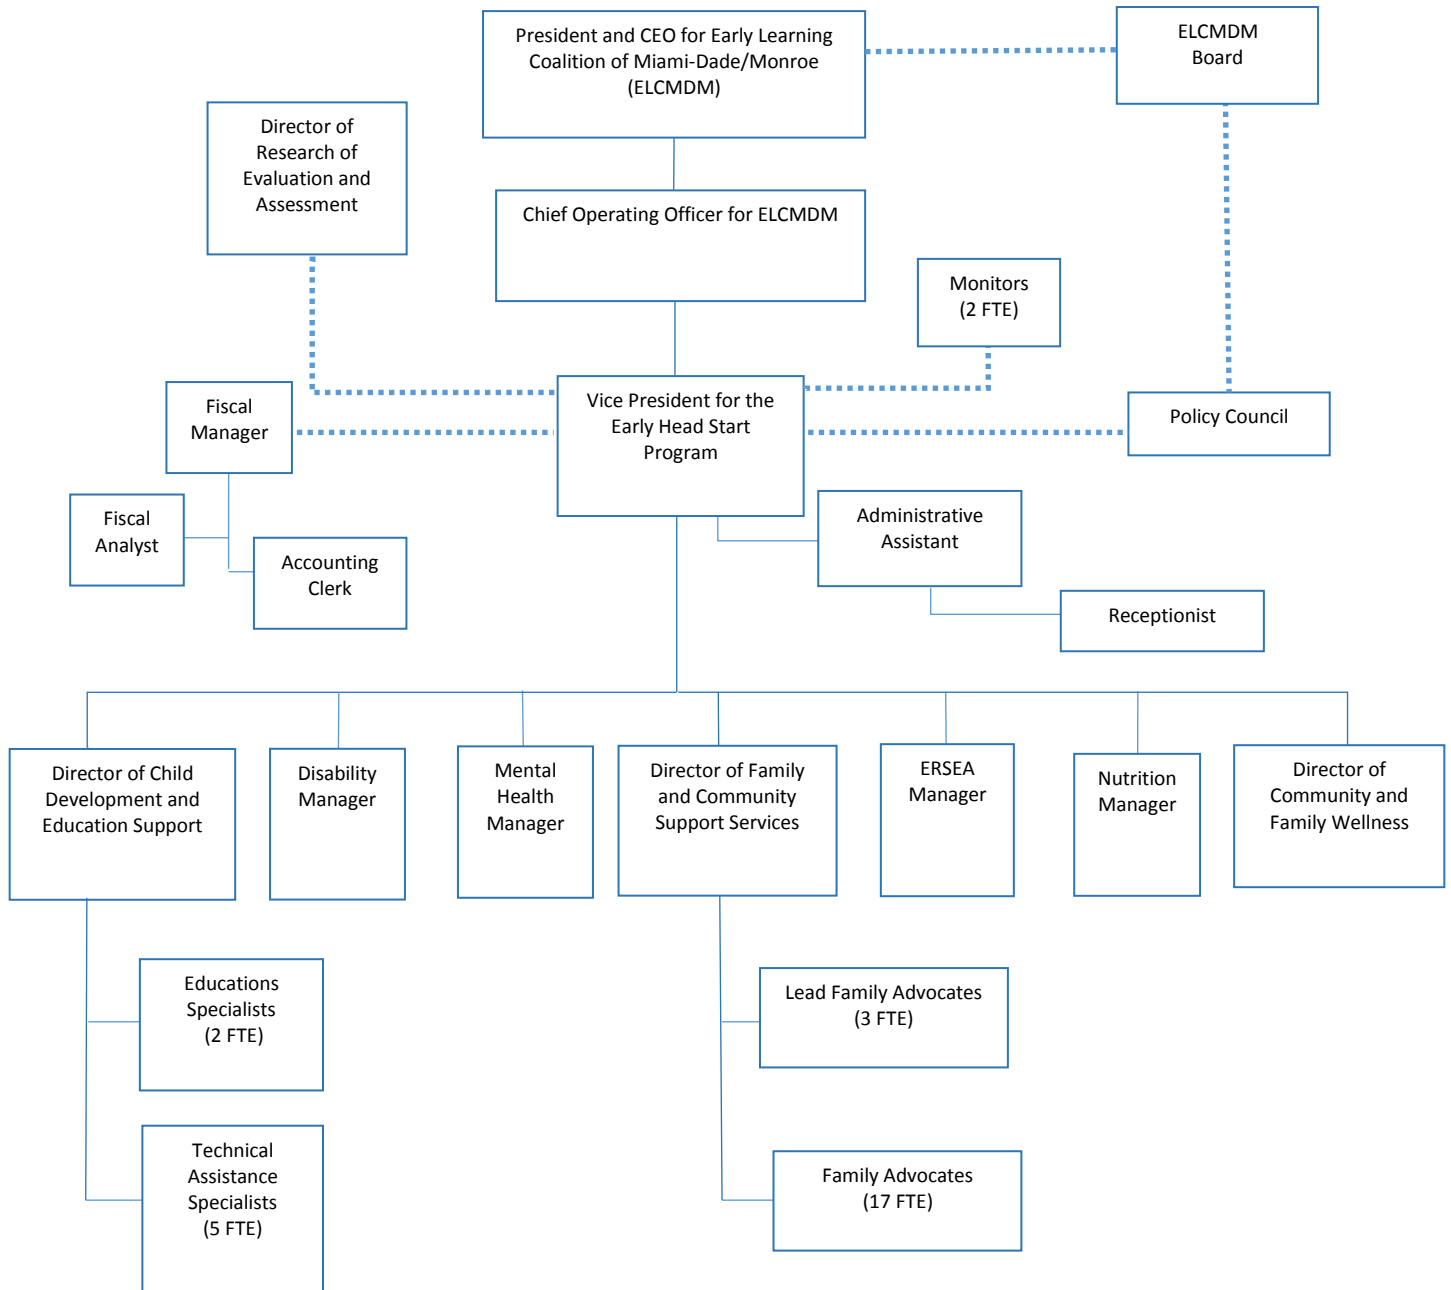 President and CEO for Early Learning
Coalition of Miami-Dade/Monroe
(ELCMDM)
ELCMDM
Board
Director of
Research of
Evaluation and
Assessment
Chief Operating Officer for ELCMDM
Monitors
(2 FTE)
Fiscal
Manager
Vice President for the
Early Head Start
Program
Policy Council
Fiscal
Analyst
Accounting
Clerk
Administrative
Assistant
Receptionist
Director of Child
Development and
Education Support
Disability
Manager
Mental
Health
Manager
Director of Family
and Community
Support Services
ERSEA
Manager
Nutrition
Manager
Director of
Community and
Family Wellness
Educations
Specialists
(2 FTE)
Lead Family Advocates
(3 FTE)
Technical
Assistance
Specialists
(5 FTE)
Family Advocates
(17 FTE)